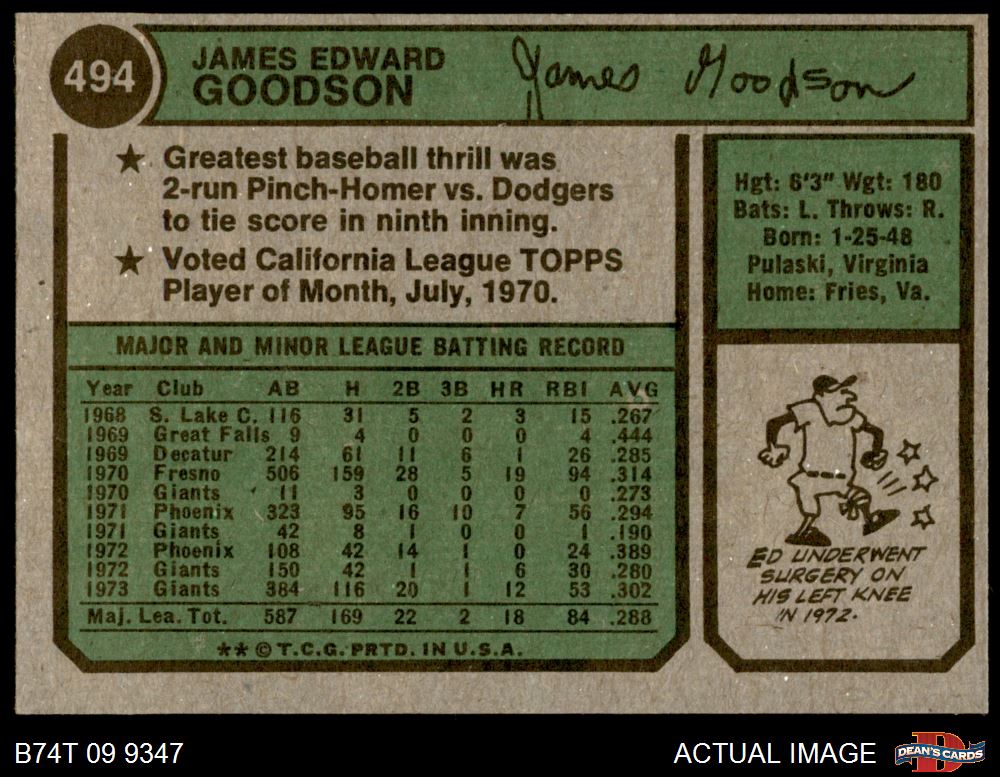 494
JAMES EDWARD
GOODSON
James Goodson
★ Greatest baseball thrill was
2-run Pinch-Homer vs. Dodgers
to tie score in ninth inning.
★ Voted California League TOPPS
Player of Month, July, 1970.
Hgt: 6'3" Wgt: 180
Bats: L. Throws: R.
Born: 1-25-48
Pulaski, Virginia
Home: Fries, Va.
MAJOR AND MINOR LEAGUE BATTING RECORD
Year Club AB H 2B 3B HR RBI AVG
1968 S. Lake C. 116 31 5 2 3 15 .267
1969 Great Falls 9 4 0 0 0 4 .444
1969 Decatur 214 61 11 6 1 26 .285
1970 Fresno 506 159 28 5 19 94 .314
1970 Giants 11 3 0 0 0 0 .273
1971 Phoenix 323 95 16 10 7 56 .294
1971 Giants 42 8 1 0 0 1 .190
1972 Phoenix 108 42 14 1 0 24 .389
1972 Giants 150 42 1 1 6 30 .280
1973 Giants 384 116 20 1 12 53 .302
Maj. Lea. Tot. 587 169 22 2 18 84 .288
★★ © T.C.G. PRTD. IN U.S.A.
ED UNDERWENT
SURGERY ON
HIS LEFT KNEE
IN 1972.
B74T 09 9347
ACTUAL IMAGE
D
DEAN'S CARDS